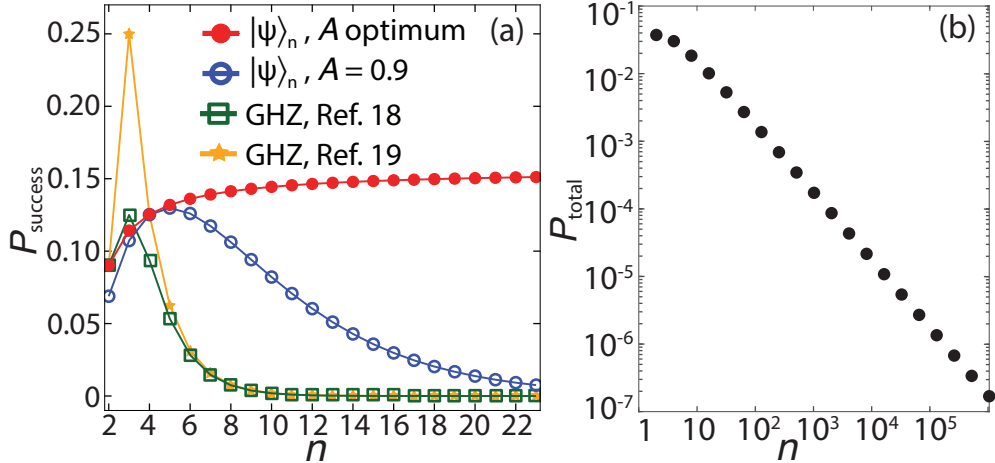 (a)
|ψ⟩n , A optimum
|ψ⟩n , A = 0.9
GHZ, Ref. 18
GHZ, Ref. 19
0.25
0.20
0.15
0.10
0.05
0
Psuccess
2 4 6 8 10 12 14 16 18 20 22
n
(b)
10⁻¹
10⁻²
10⁻³
10⁻⁴
10⁻⁵
10⁻⁶
10⁻⁷
Ptotal
1 10 10² 10³ 10⁴ 10⁵
n